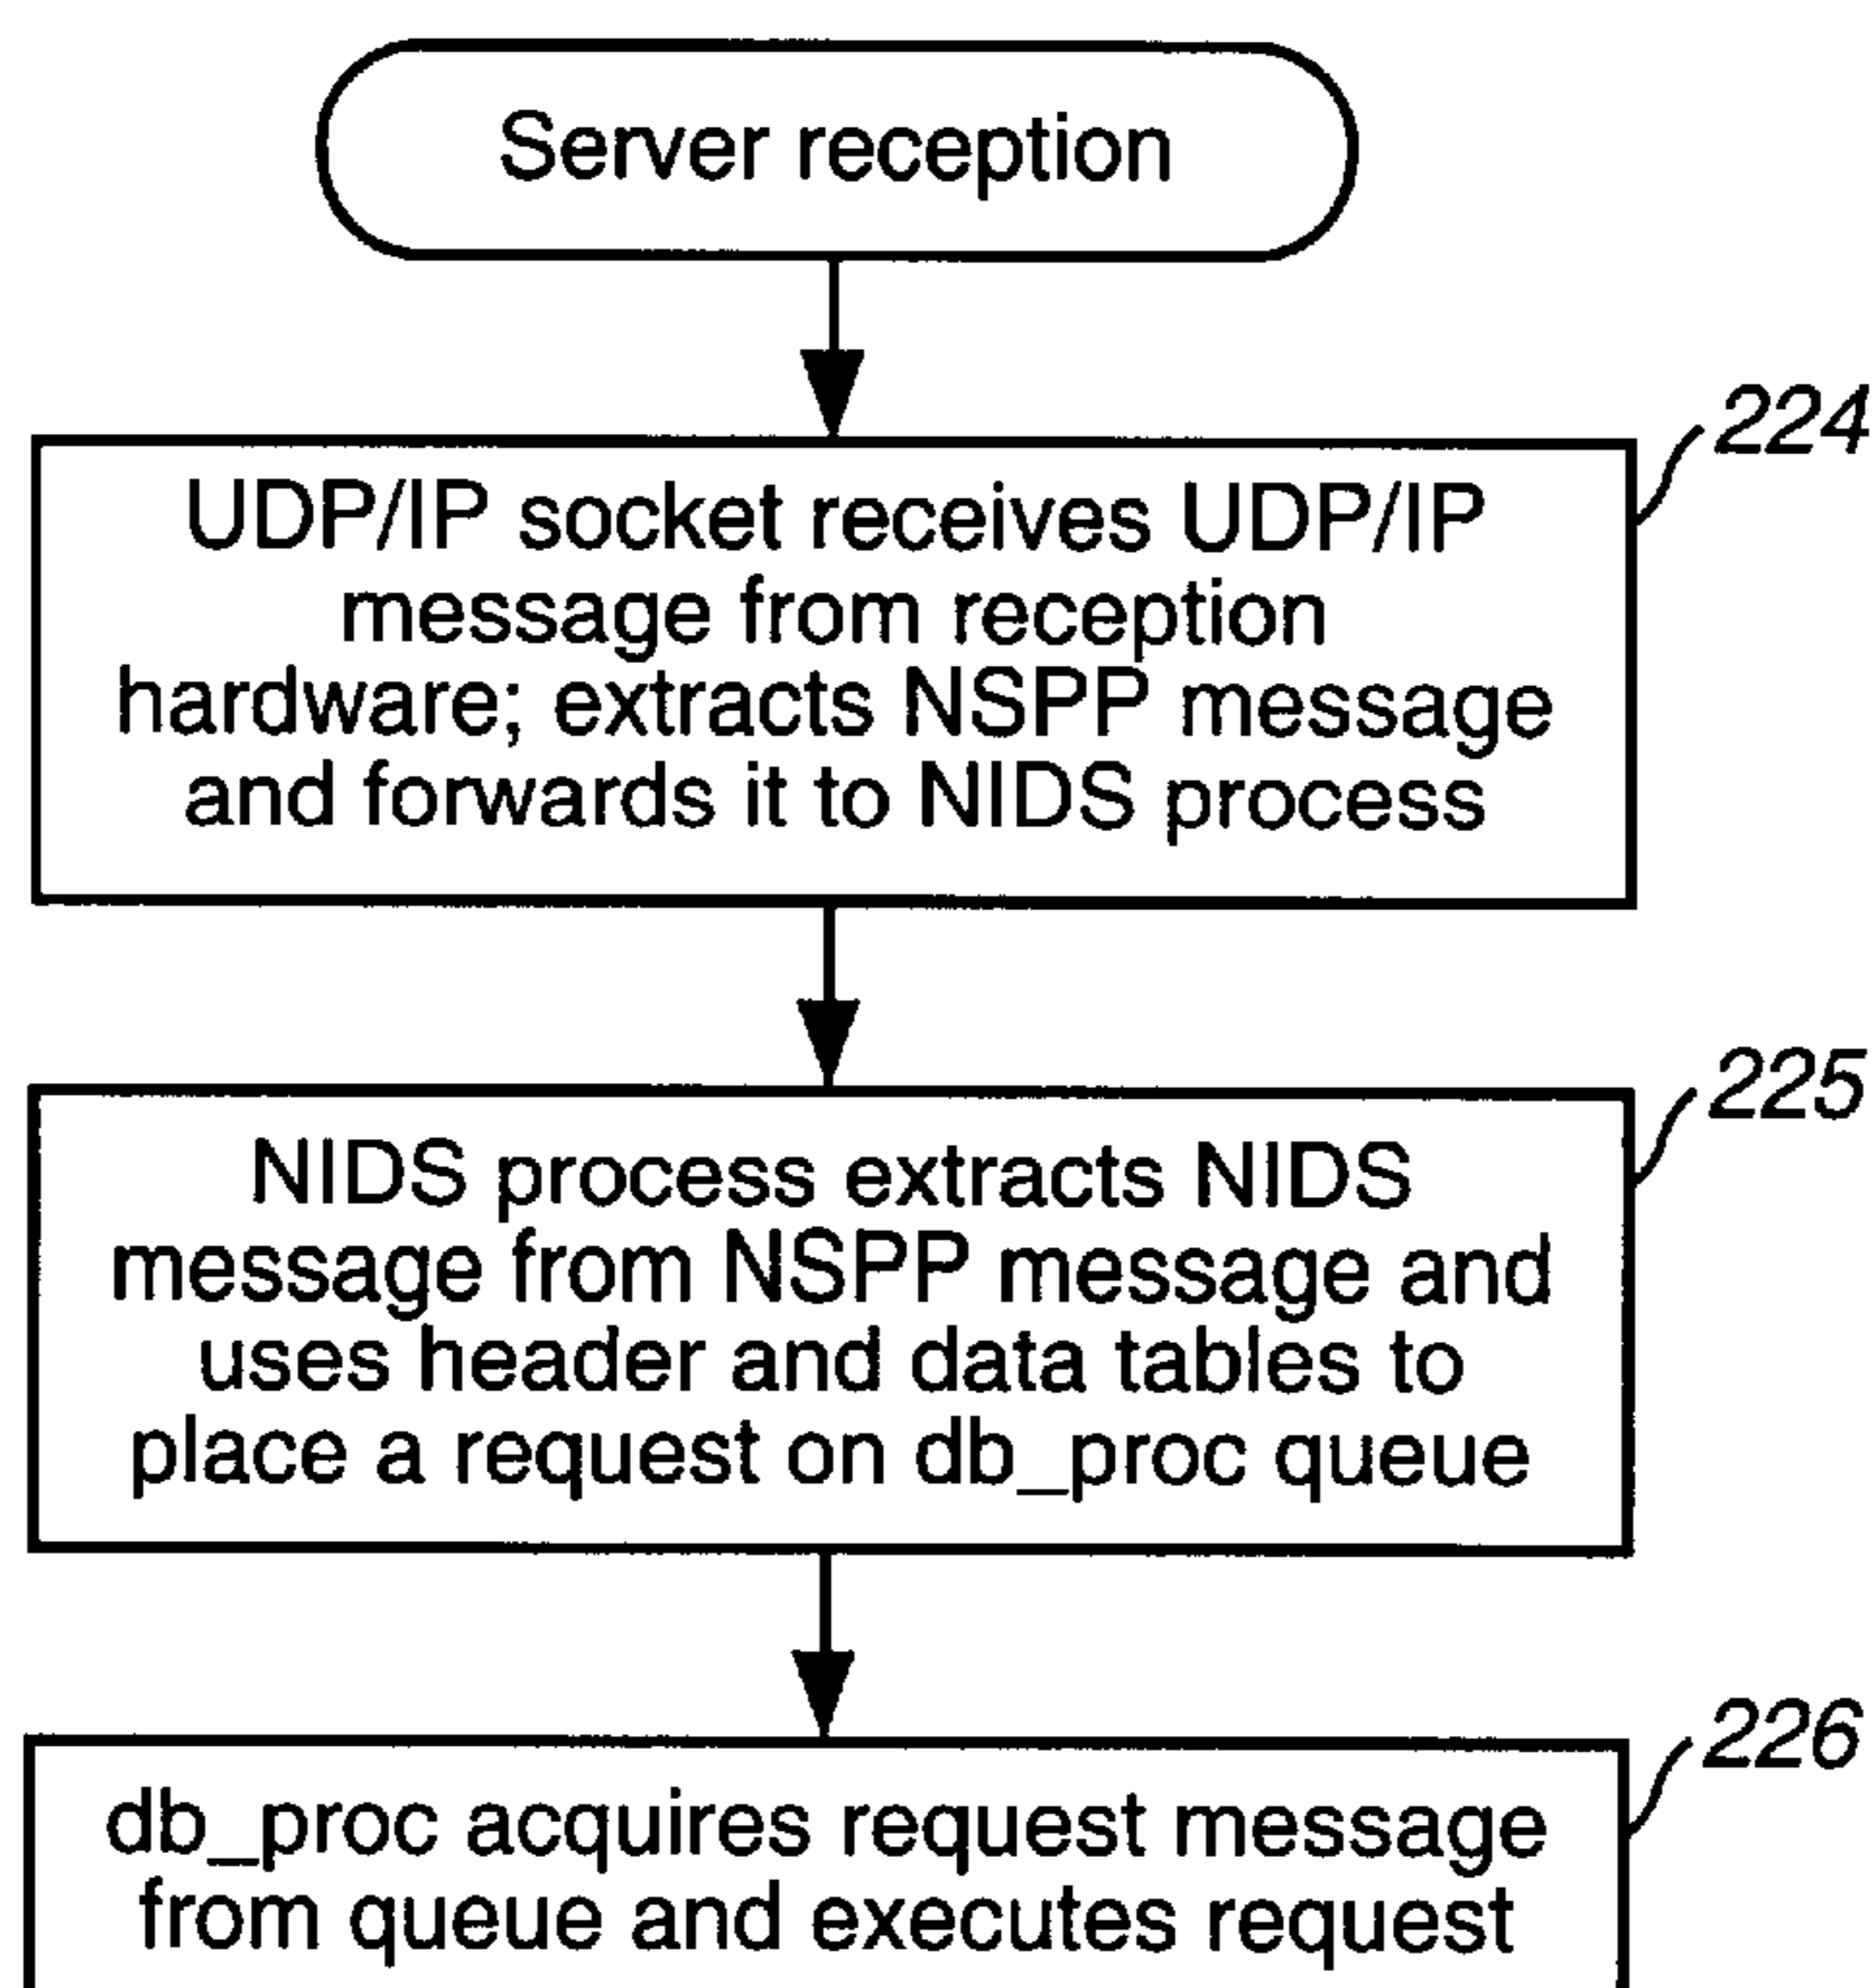 Server reception
224
UDP/IP socket receives UDP/IP
message from reception
hardware; extracts NSPP message
and forwards it to NIDS process
225
NIDS process extracts NIDS
message from NSPP message and
uses header and data tables to
place a request on db_proc queue
226
db_proc acquires request message
from queue and executes request